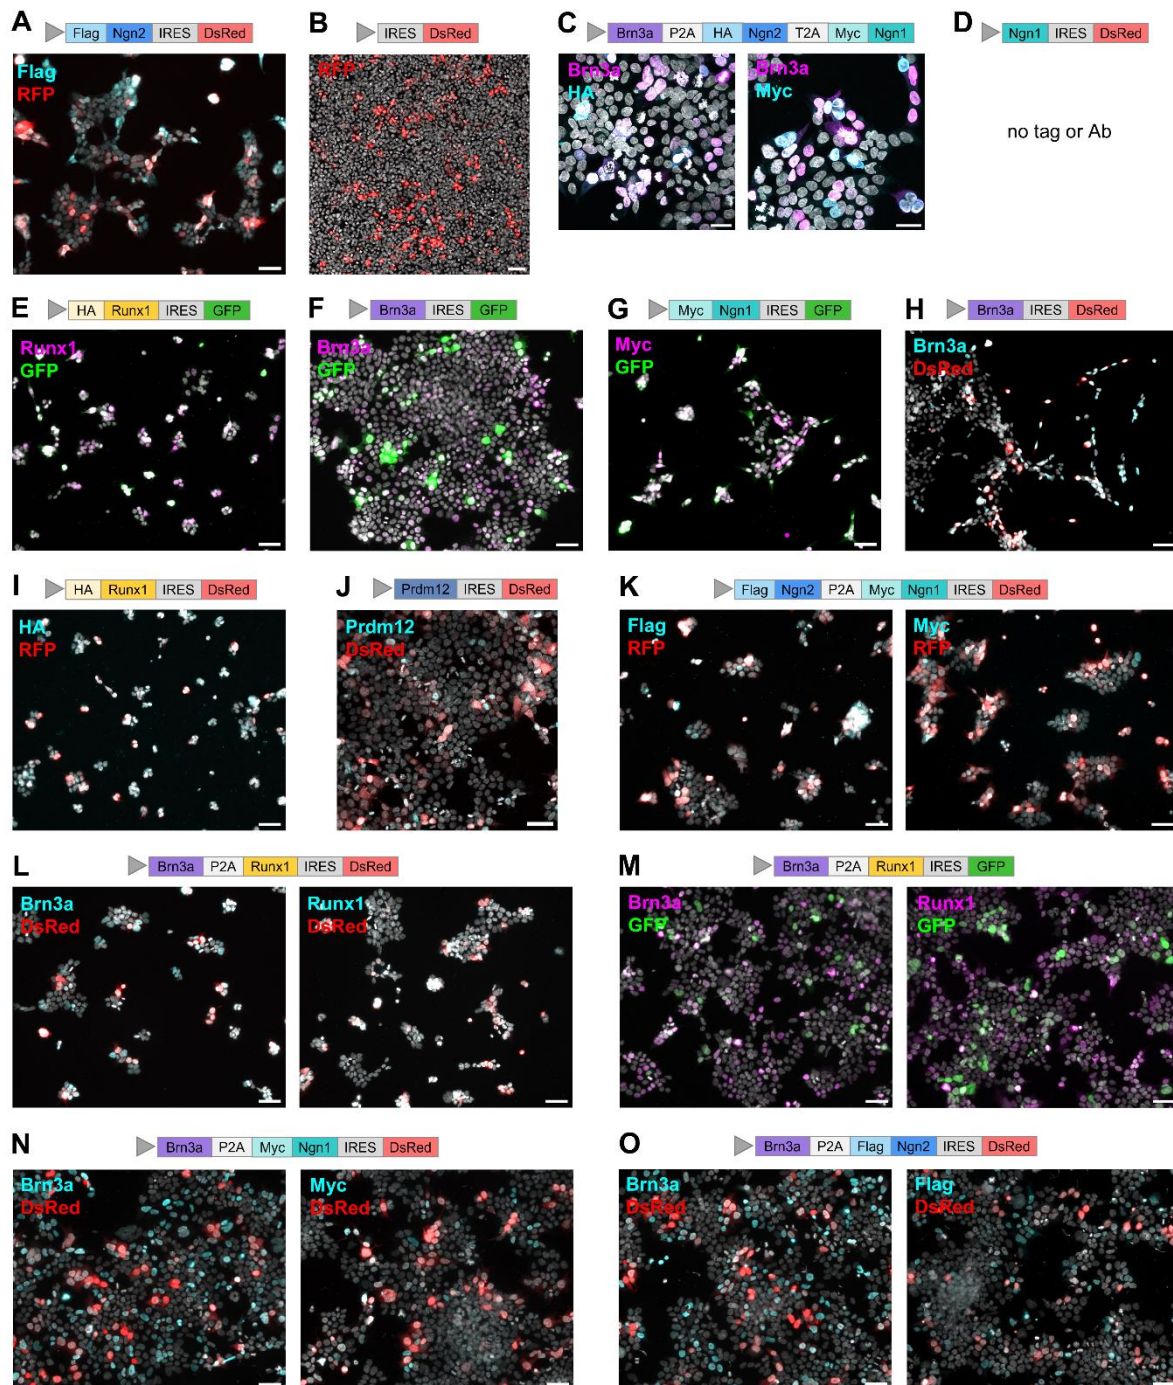 A Flag Ngn2 IRES DsRed
Flag
RFP
B IRES DsRed
RFP
C Brn3a P2A HA Ngn2 T2A Myc Ngn1
Brn3a
HA
Brn3a
Myc
D Ngn1 IRES DsRed
no tag or Ab
E HA Runx1 IRES GFP
Runx1
GFP
F Brn3a IRES GFP
Brn3a
GFP
G Myc Ngn1 IRES GFP
Myc
GFP
H Brn3a IRES DsRed
Brn3a
DsRed
I HA Runx1 IRES DsRed
HA
RFP
J Prdm12 IRES DsRed
Prdm12
DsRed
K Flag Ngn2 P2A Myc Ngn1 IRES DsRed
Flag
RFP
Myc
RFP
L Brn3a P2A Runx1 IRES DsRed
Brn3a
DsRed
Runx1
DsRed
M Brn3a P2A Runx1 IRES GFP
Brn3a
GFP
Runx1
GFP
N Brn3a P2A Myc Ngn1 IRES DsRed
Brn3a
DsRed
Myc
DsRed
O Brn3a P2A Flag Ngn2 IRES DsRed
Brn3a
DsRed
Flag
DsRed